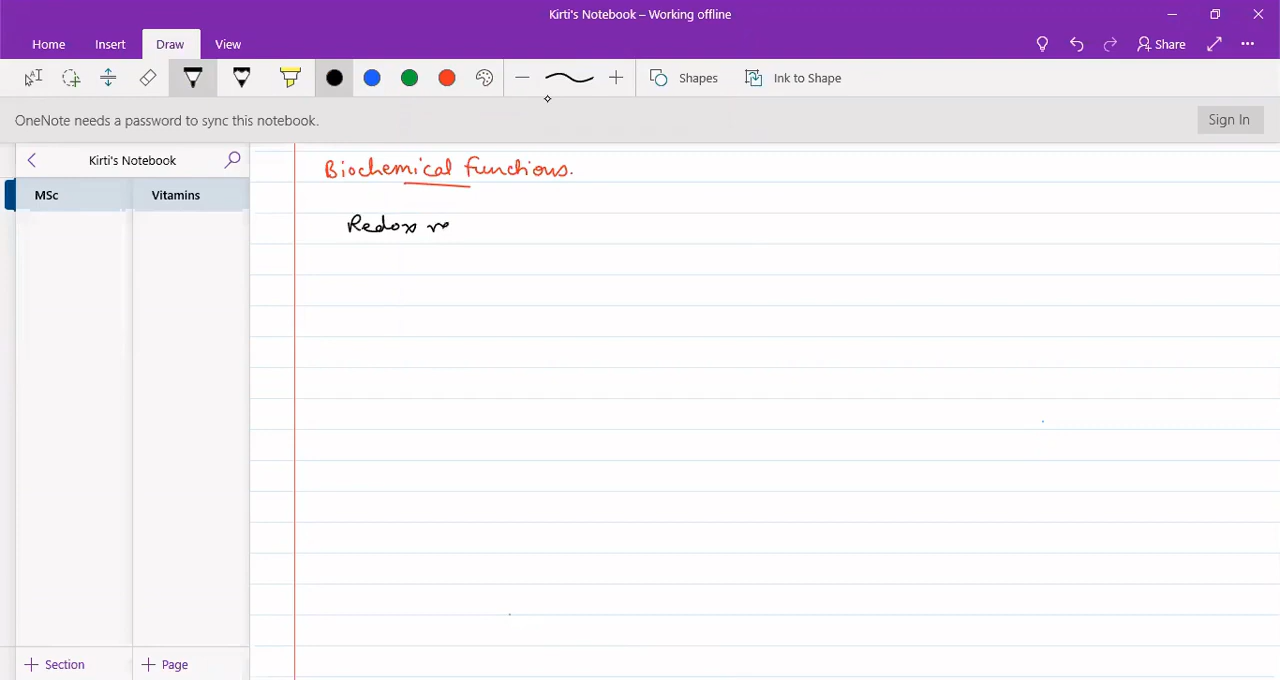 Kirti's Notebook – Working offline
Home Insert Draw View Share
Shapes Ink to Shape
OneNote needs a password to sync this notebook. Sign In
Kirti's Notebook
MSc Vitamins
Biochemical functions.
Redox re
Section Page